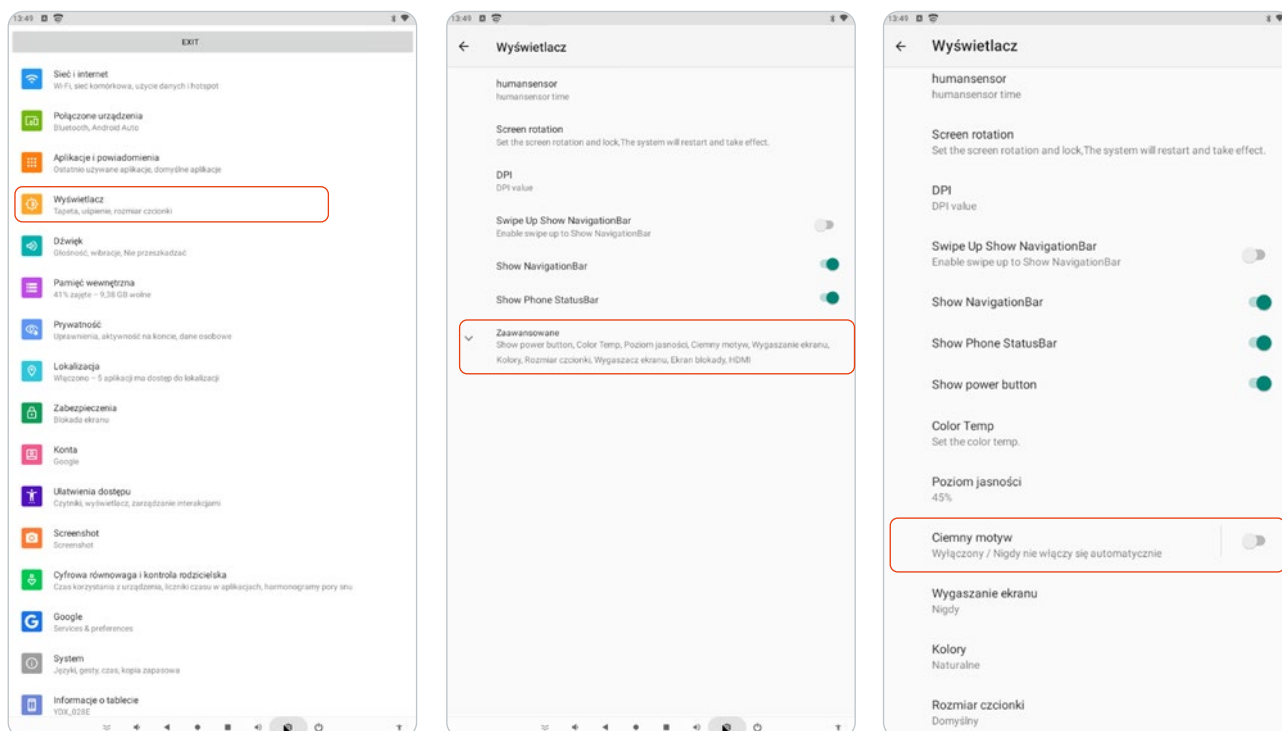 13:49
EXIT
Sieć i internet
Wi-Fi, sieć komórkowa, użycie danych i hotspot
Połączone urządzenia
Bluetooth, Android Auto
Aplikacje i powiadomienia
Ostatnio używane aplikacje, domyślne aplikacje
Wyświetlacz
Tapeta, uśpienie, rozmiar czcionki
Dźwięk
Głośność, wibracje, Nie przeszkadzać
Pamięć wewnętrzna
41% zajęte – 9,38 GB wolne
Prywatność
Uprawnienia, aktywność na koncie, dane osobowe
Lokalizacja
Włączono – 5 aplikacji ma dostęp do lokalizacji
Zabezpieczenia
Blokada ekranu
Konta
Google
Ułatwienia dostępu
Czytniki, wyświetlacz, zarządzanie interakcjami
Screenshot
Screenshot
Cyfrowa równowaga i kontrola rodzicielska
Czas korzystania z urządzenia, liczniki czasu w aplikacjach, harmonogramy pory snu
Google
Services & preferences
System
Języki, gesty, czas, kopia zapasowa
Informacje o tablecie
YDX_028E
13:49
Wyświetlacz
humansensor
humansensor time
Screen rotation
Set the screen rotation and lock,The system will restart and take effect.
DPI
DPI value
Swipe Up Show NavigationBar
Enable swipe up to Show NavigationBar
Show NavigationBar
Show Phone StatusBar
Zaawansowane
Show power button, Color Temp, Poziom jasności, Ciemny motyw, Wygaszanie ekranu,
Kolory, Rozmiar czcionki, Wygaszacz ekranu, Ekran blokady, HDMI
13:49
Wyświetlacz
humansensor
humansensor time
Screen rotation
Set the screen rotation and lock,The system will restart and take effect.
DPI
DPI value
Swipe Up Show NavigationBar
Enable swipe up to Show NavigationBar
Show NavigationBar
Show Phone StatusBar
Show power button
Color Temp
Set the color temp.
Poziom jasności
45%
Ciemny motyw
Wyłączony / Nigdy nie włączy się automatycznie
Wygaszanie ekranu
Nigdy
Kolory
Naturalne
Rozmiar czcionki
Domyślny